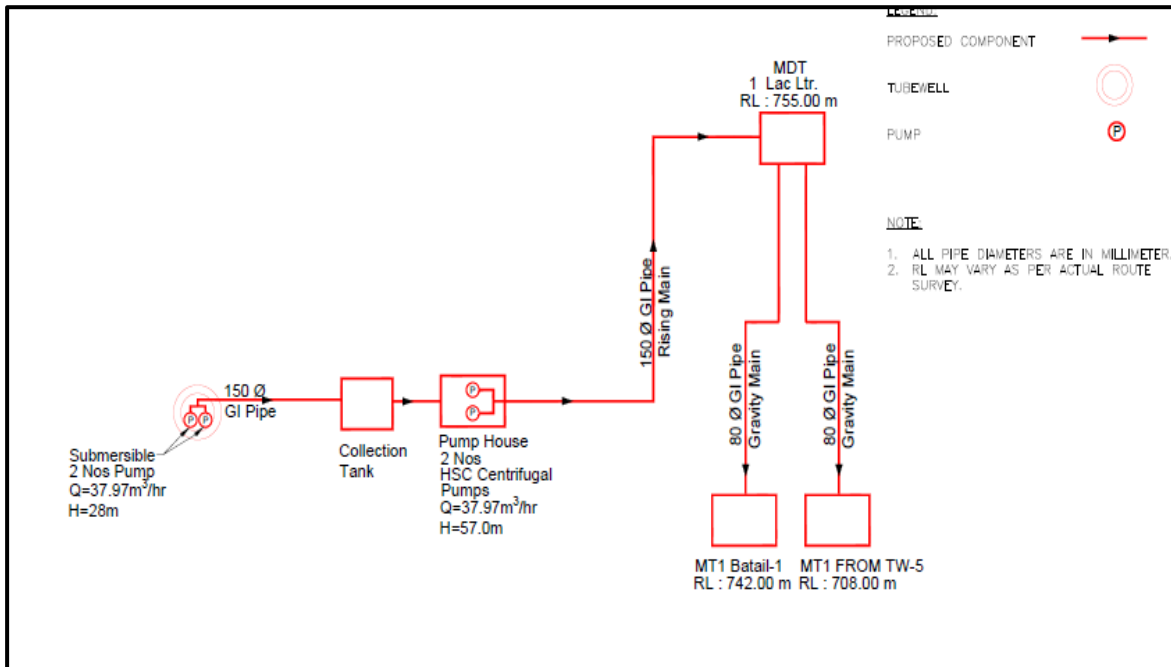 LEGEND:
PROPOSED COMPONENT
TUBEWELL
PUMP
P
NOTE:
1. ALL PIPE DIAMETERS ARE IN MILLIMETER.
2. RL MAY VARY AS PER ACTUAL ROUTE
SURVEY.
MDT
1 Lac Ltr.
RL : 755.00 m
150 Ø GI Pipe
Rising Main
80 Ø GI Pipe
Gravity Main
80 Ø GI Pipe
Gravity Main
150 Ø
GI Pipe
P
P
P
P
Submersible
2 Nos Pump
Q=37.97m³/hr
H=28m
Collection
Tank
Pump House
2 Nos
HSC Centrifugal
Pumps
Q=37.97m³/hr
H=57.0m
MT1 Batail-1
RL : 742.00 m
MT1 FROM TW-5
RL : 708.00 m